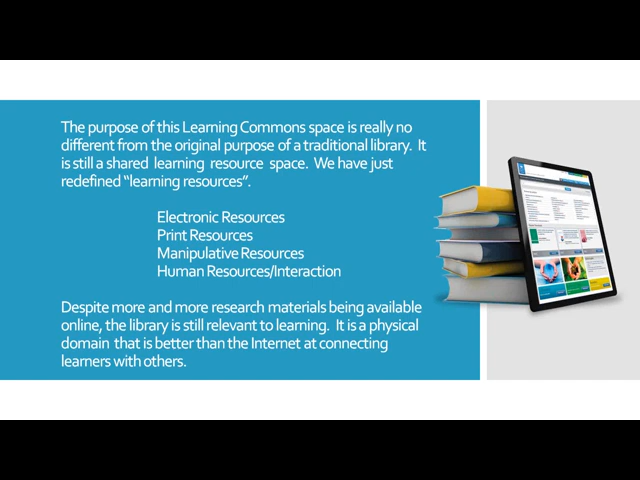 The purpose of this Learning Commons space is really no
different from the original purpose of a traditional library. It
is still a shared learning resource space. We have just
redefined “learning resources”.
Electronic Resources
Print Resources
Manipulative Resources
Human Resources/Interaction
Despite more and more research materials being available
online, the library is still relevant to learning. It is a physical
domain that is better than the Internet at connecting
learners with others.